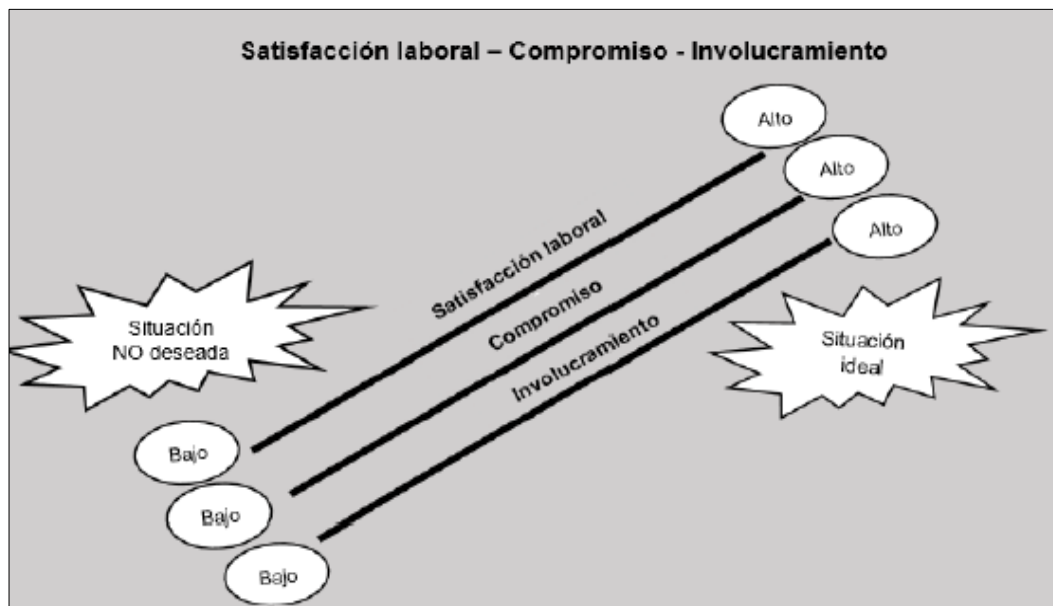 Satisfacción laboral – Compromiso - Involucramiento
Alto
Alto
Alto
Satisfacción laboral
Compromiso
Involucramiento
Situación
NO deseada
Situación
ideal
Bajo
Bajo
Bajo